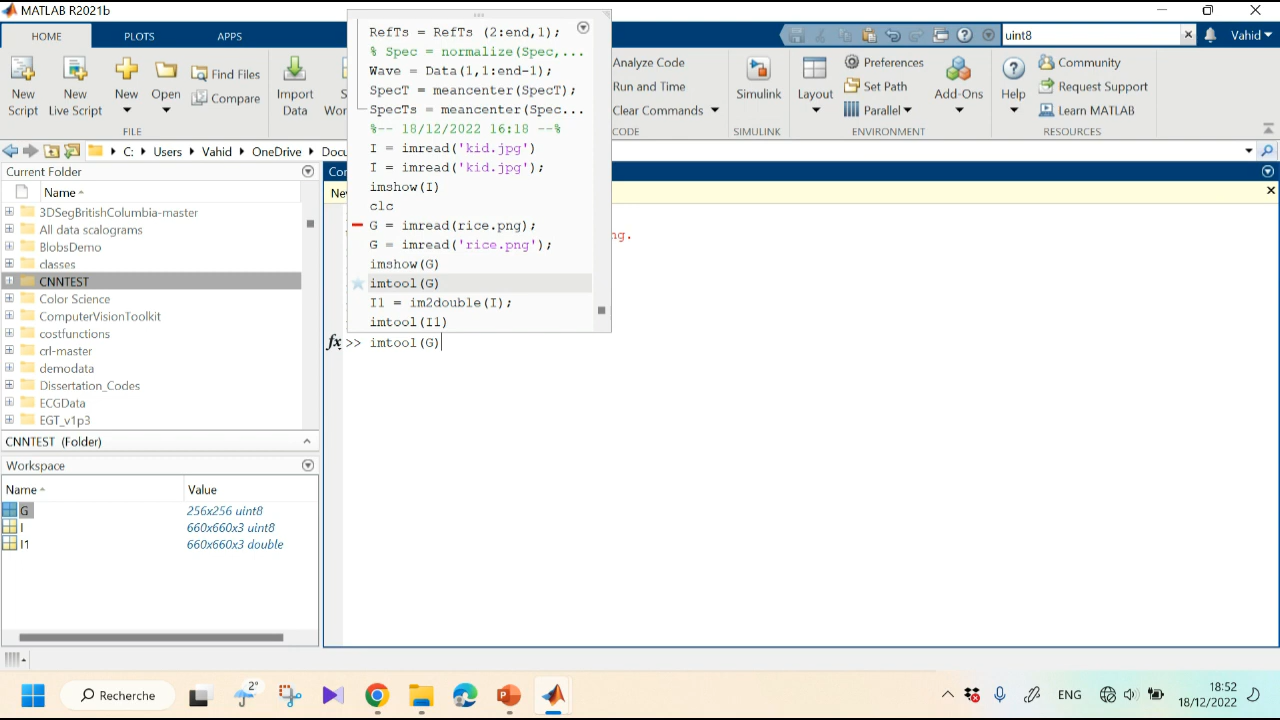 MATLAB R2021b
HOME PLOTS APPS
uint8
Vahid
New Script
New Live Script
New
Open
Find Files
Compare
Import Data
Analyze Code
Run and Time
Clear Commands
Simulink
Layout
Preferences
Set Path
Parallel
Add-Ons
Help
Community
Request Support
Learn MATLAB
FILE
CODE
SIMULINK
ENVIRONMENT
RESOURCES
C: Users Vahid OneDrive
Current Folder
Name
3DSegBritishColumbia-master
All data scalograms
BlobsDemo
classes
CNNTEST
Color Science
ComputerVisionToolkit
costfunctions
crl-master
demodata
Dissertation_Codes
ECGData
EGT_v1p3
CNNTEST (Folder)
Workspace
Name Value
G 256x256 uint8
I 660x660x3 uint8
I1 660x660x3 double
RefTs = RefTs (2:end,1);
% Spec = normalize(Spec,...
Wave = Data(1,1:end-1);
SpecT = meancenter(SpecT);
SpecTs = meancenter(Spec...
%-- 18/12/2022 16:18 --%
I = imread('kid.jpg')
I = imread('kid.jpg');
imshow(I)
clc
G = imread(rice.png);
G = imread('rice.png');
imshow(G)
imtool(G)
I1 = im2double(I);
imtool(I1)
ng.
fx >> imtool(G)
Recherche
2°
ENG
18:52
18/12/2022